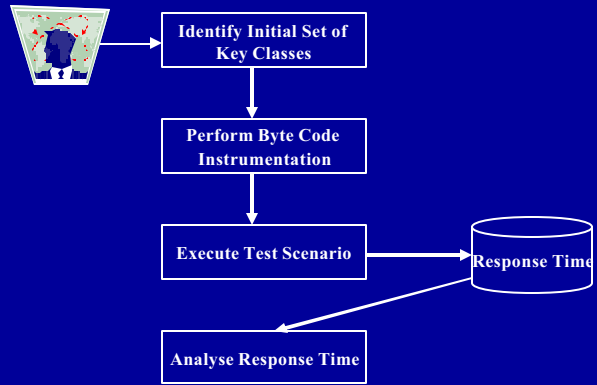 Identify Initial Set of
Key Classes
Perform Byte Code
Instrumentation
Execute Test Scenario
Response Time
Analyse Response Time